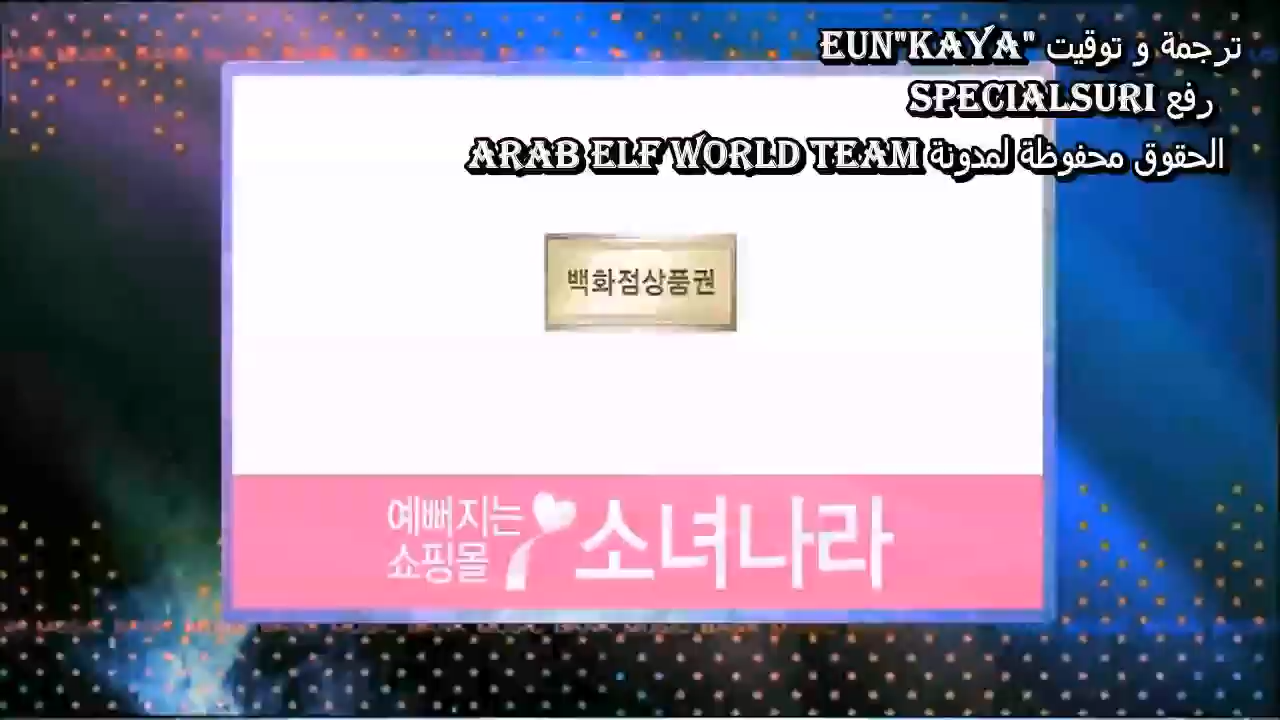 ترجمة و توقيت "EUN"KAYA
رفع SPECIALSURI
الحقوق محفوظة لمدونة ARAB ELF WORLD TEAM
백화점상품권
예뻐지는
쇼핑몰
소녀나라